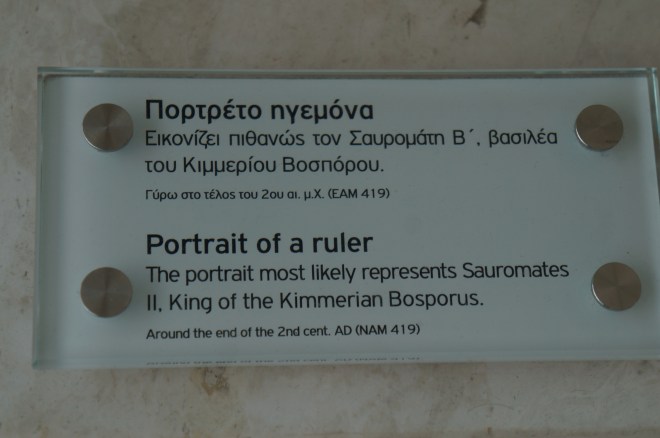 Πορτρέτο ηγεμόνα
Εικονίζει πιθανώς τον Σαυρομάτη Β΄, βασιλέα
του Κιμμερίου Βοσπόρου.
Γύρω στο τέλος του 2ου αι. μ.Χ. (ΕΑΜ 419)
Portrait of a ruler
The portrait most likely represents Sauromates
II, King of the Kimmerian Bosporus.
Around the end of the 2nd cent. AD (NAM 419)